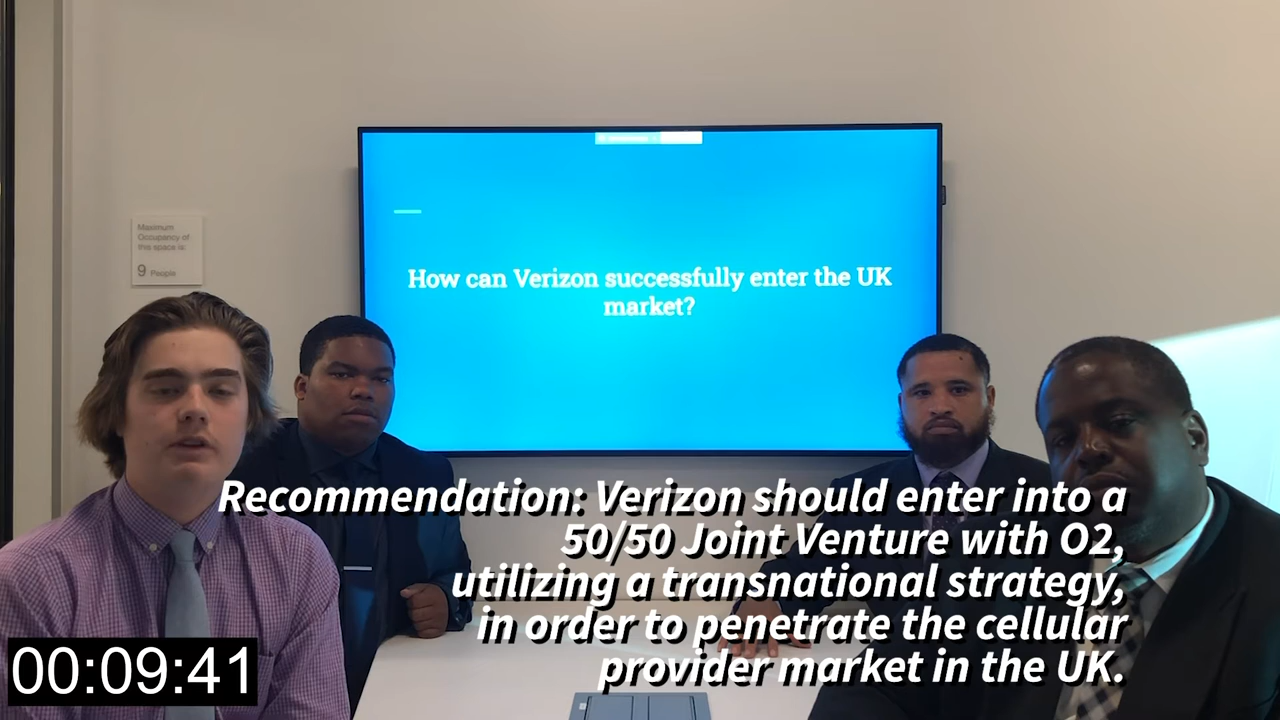 Maximum
Occupancy of
this space is:
9 People
How can Verizon successfully enter the UK
market?
Recommendation: Verizon should enter into a
50/50 Joint Venture with O2,
utilizing a transnational strategy,
in order to penetrate the cellular
provider market in the UK.
00:09:41